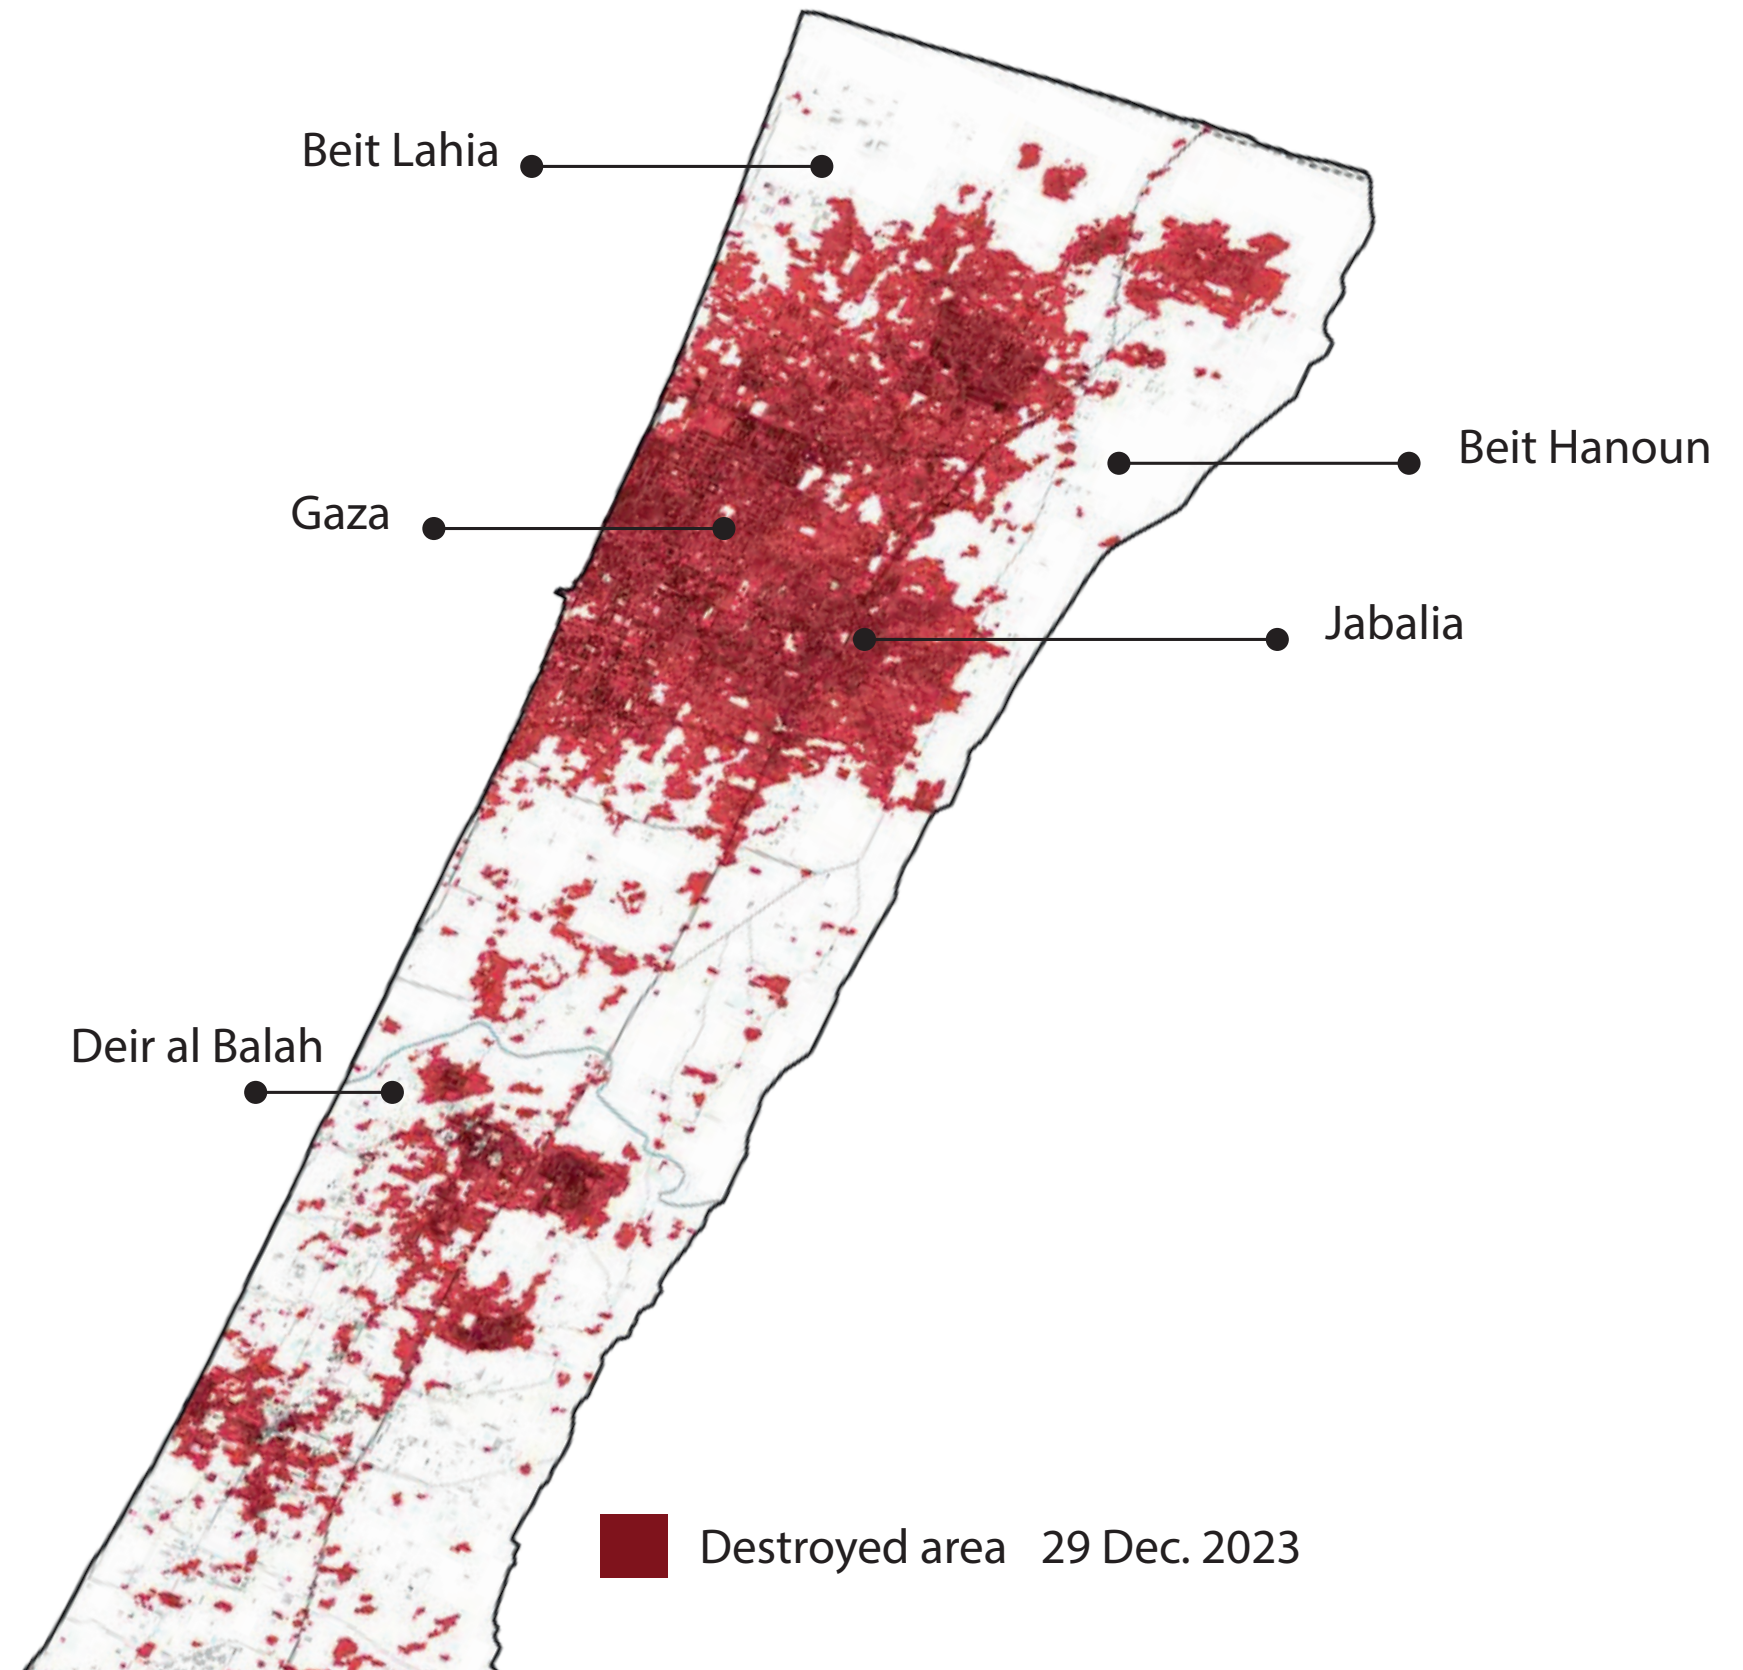 Beit Lahia
Beit Hanoun
Gaza
Jabalia
Deir al Balah
Destroyed area 29 Dec. 2023